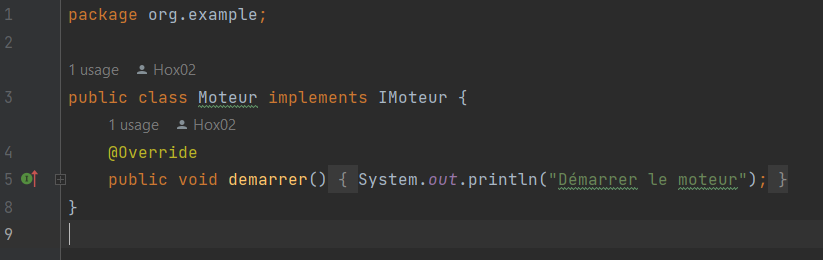 1 package org.example;
2
1 usage Hox02
3 public class Moteur implements IMoteur {
1 usage Hox02
4 @Override
5 public void demarrer() { System.out.println("Démarrer le moteur"); }
8 }
9